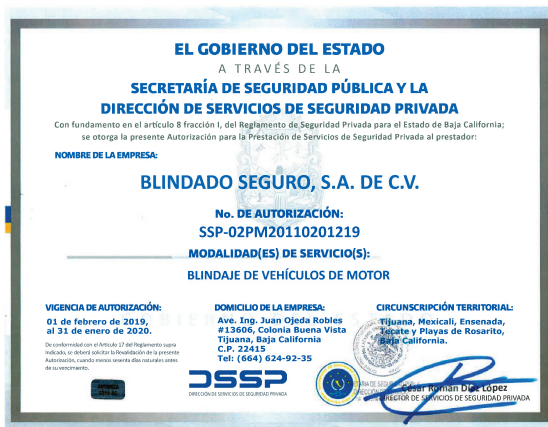 EL GOBIERNO DEL ESTADO
A TRAVÉS DE LA
SECRETARÍA DE SEGURIDAD PÚBLICA Y LA
DIRECCIÓN DE SERVICIOS DE SEGURIDAD PRIVADA
Con fundamento en el artículo 8 fracción I, del Reglamento de Seguridad Privada para el Estado de Baja California;
se otorga la presente Autorización para la Prestación de Servicios de Seguridad Privada al prestador:
NOMBRE DE LA EMPRESA:
BLINDADO SEGURO, S.A. DE C.V.
No. DE AUTORIZACIÓN:
SSP-02PM20110201219
MODALIDAD(ES) DE SERVICIO(S):
BLINDAJE DE VEHÍCULOS DE MOTOR
VIGENCIA DE AUTORIZACIÓN:
01 de febrero de 2019,
al 31 de enero de 2020.
De conformidad con el Artículo 17 del Reglamento supra
indicado, se deberá solicitar la Revalidación de la presente
Autorización, cuando menos sesenta días naturales antes
de su vencimiento.
DOMICILIO DE LA EMPRESA:
Ave. Ing. Juan Ojeda Robles
#13606, Colonia Buena Vista
Tijuana, Baja California
C.P. 22415
Tel: (664) 624-92-35
CIRCUNSCRIPCIÓN TERRITORIAL:
Tijuana, Mexicali, Ensenada,
Tecate y Playas de Rosarito,
Baja California.
DSSP
DIRECCIÓN DE SERVICIOS DE SEGURIDAD PRIVADA
César Román Díaz López
DIRECTOR DE SERVICIOS DE SEGURIDAD PRIVADA